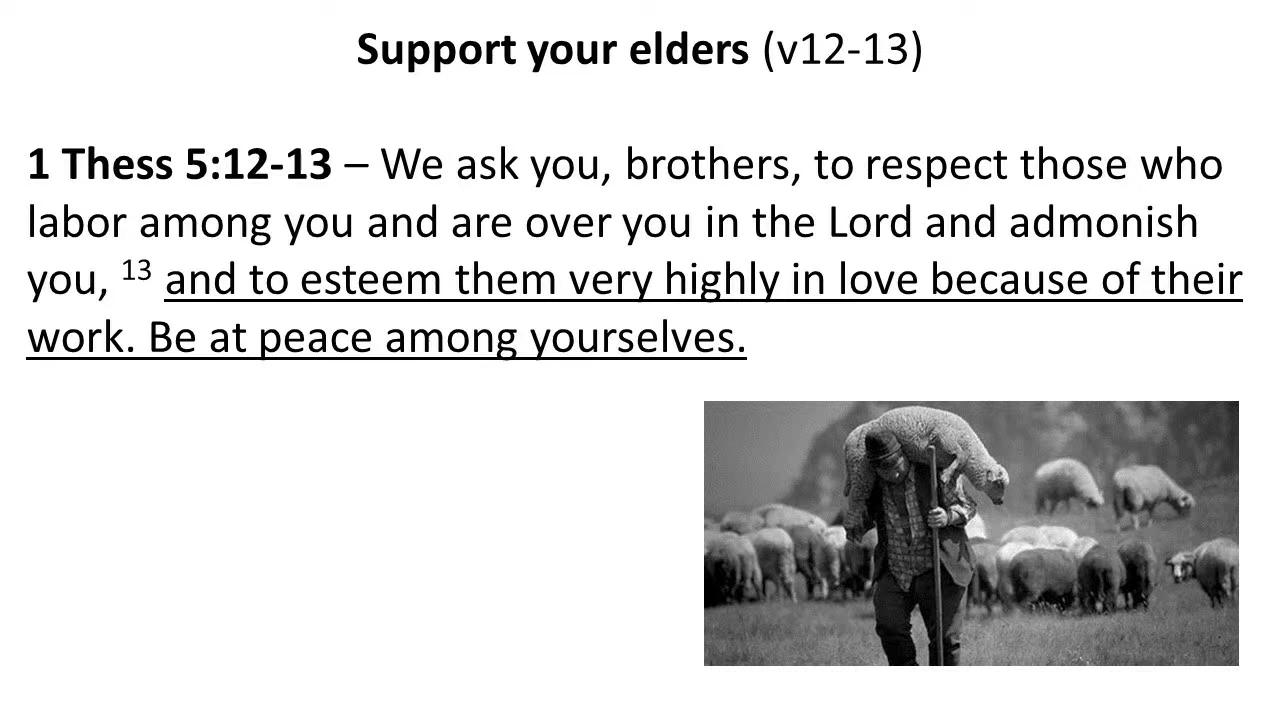 Support your elders (v12-13)
1 Thess 5:12-13 – We ask you, brothers, to respect those who
labor among you and are over you in the Lord and admonish
you, 13 and to esteem them very highly in love because of their
work. Be at peace among yourselves.